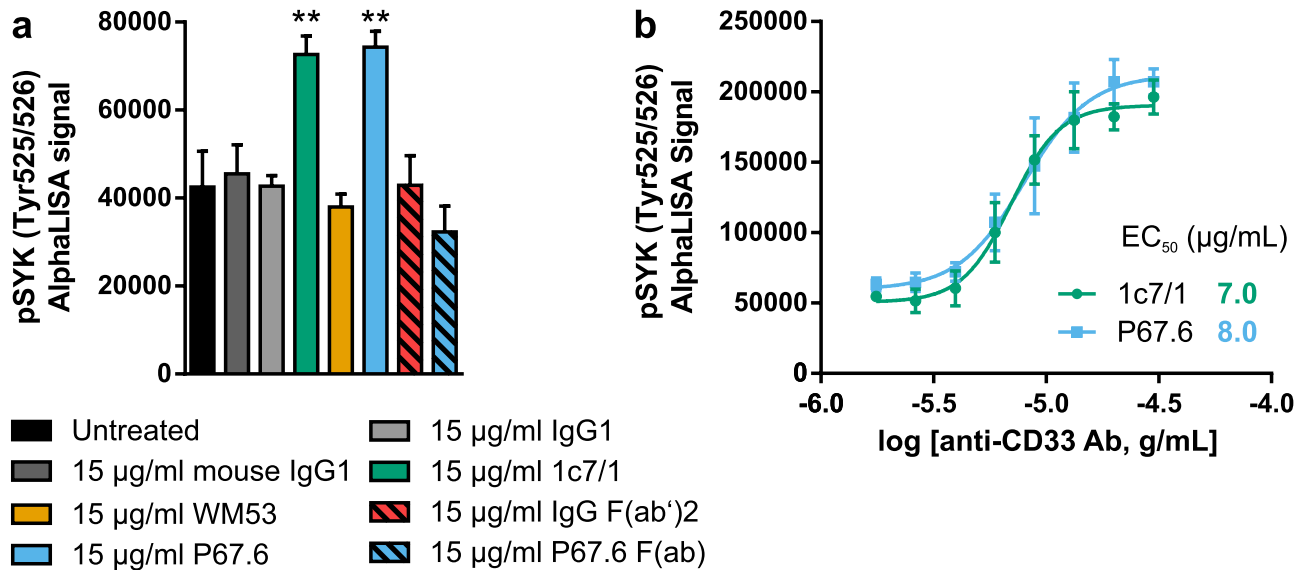 a
pSYK (Tyr525/526)
AlphaLISA signal
80000
60000
40000
20000
0
**
**
Untreated
15 µg/ml mouse IgG1
15 µg/ml WM53
15 µg/ml P67.6
15 µg/ml IgG1
15 µg/ml 1c7/1
15 µg/ml IgG F(ab‘)2
15 µg/ml P67.6 F(ab)
b
pSYK (Tyr525/526)
AlphaLISA Signal
250000
200000
150000
100000
50000
0
EC50 (µg/mL)
1c7/1 7.0
P67.6 8.0
-6.0 -5.5 -5.0 -4.5 -4.0
log [anti-CD33 Ab, g/mL]